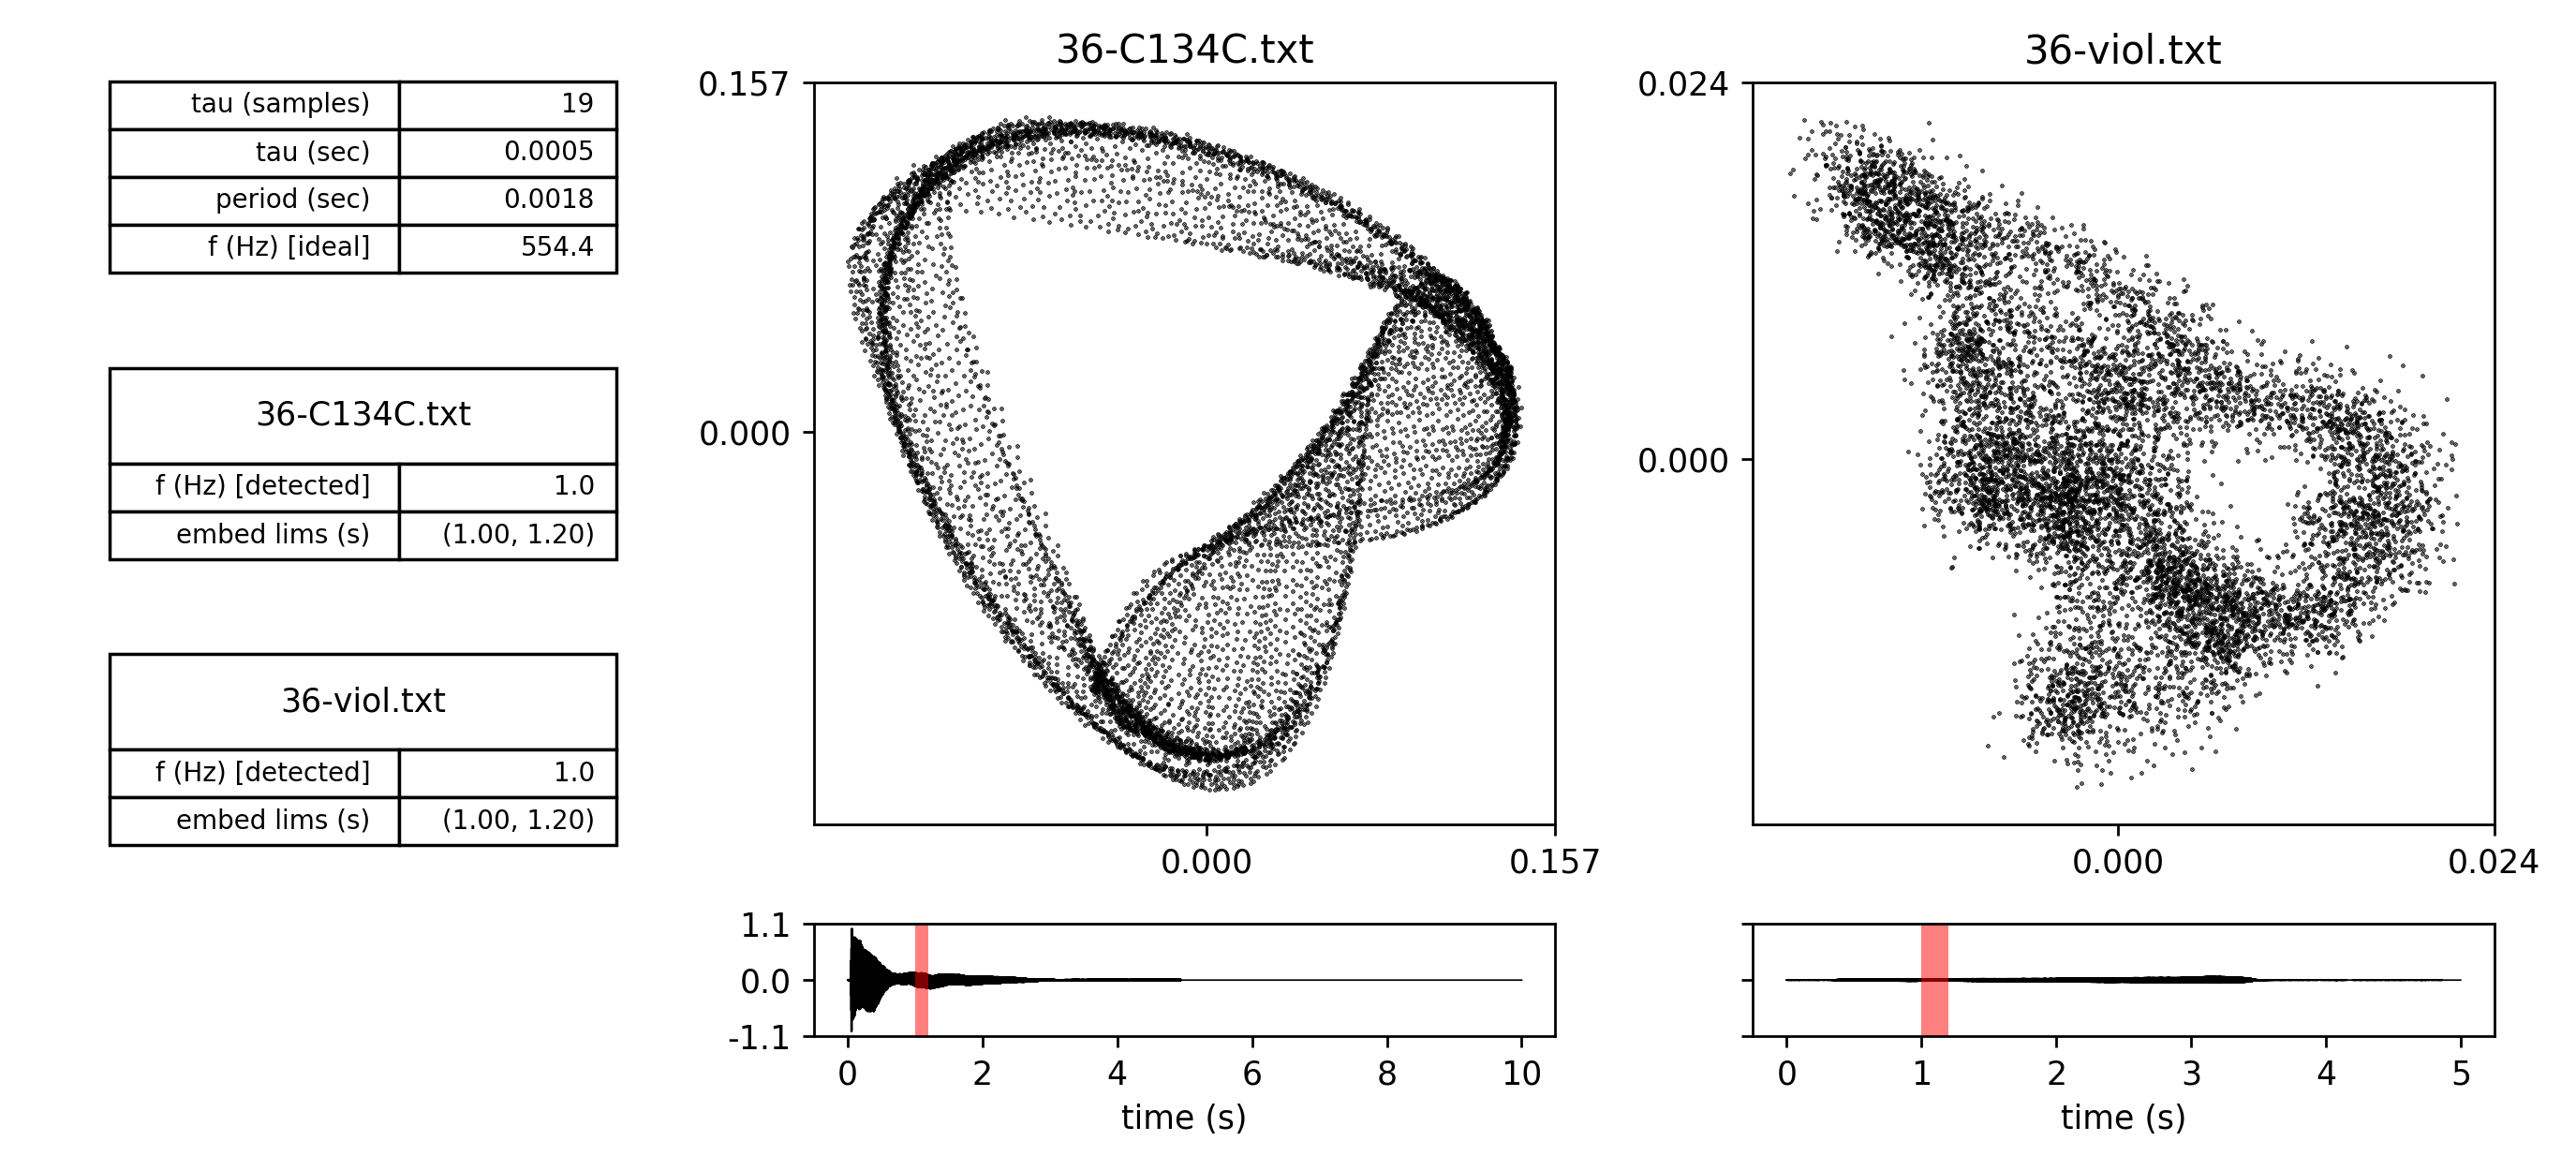 tau (samples) 19
tau (sec) 0.0005
period (sec) 0.0018
f (Hz) [ideal] 554.4
36-C134C.txt
f (Hz) [detected] 1.0
embed lims (s) (1.00, 1.20)
36-viol.txt
f (Hz) [detected] 1.0
embed lims (s) (1.00, 1.20)
36-C134C.txt
0.157
0.000
0.000 0.157
1.1
0.0
-1.1
0 2 4 6 8 10
time (s)
36-viol.txt
0.024
0.000
0.000 0.024
0 1 2 3 4 5
time (s)